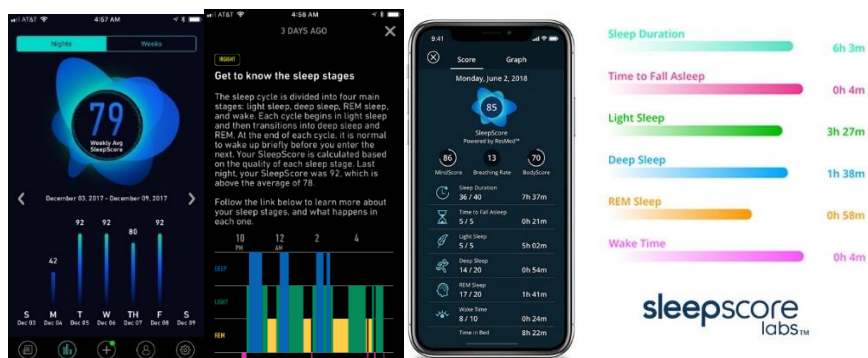 AT&T 4:57 AM
Nights Weeks
79
Weekly Avg
SleepScore
December 03, 2017 - December 09, 2017
42 92 92 80 92
S M T W TH F S
Dec 03 Dec 04 Dec 05 Dec 06 Dec 07 Dec 08 Dec 09
AT&T 4:58 AM
3 DAYS AGO
INSIGHT
Get to know the sleep stages
The sleep cycle is divided into four main
stages: light sleep, deep sleep, REM sleep,
and wake. Each cycle begins in light sleep
and then transitions into deep sleep and
REM. At the end of each cycle, it is normal
to wake up briefly before you enter the
next. Your SleepScore is calculated based
on the quality of each sleep stage. Last
night, your SleepScore was 92, which is
above the average of 78.
Follow the link below to learn more about
your sleep stages, and what happens in
each one.
10 12 2 4
PM AM
DEEP
LIGHT
REM
9:41
Score Graph
Monday, June 2, 2018
85
SleepScore
Powered by ResMed™
86 13 70
MindScore Breathing Rate BodyScore
Sleep Duration
36 / 40 7h 37m
Time to Fall Asleep
5 / 5 0h 21m
Light Sleep
5 / 5 5h 02m
Deep Sleep
14 / 20 0h 54m
REM Sleep
17 / 20 1h 41m
Wake Time
8 / 10 0h 24m
Time in Bed 8h 22m
Sleep Duration
6h 3m
Time to Fall Asleep
0h 4m
Light Sleep
3h 27m
Deep Sleep
1h 38m
REM Sleep
0h 58m
Wake Time
0h 4m
sleepscore
labs™